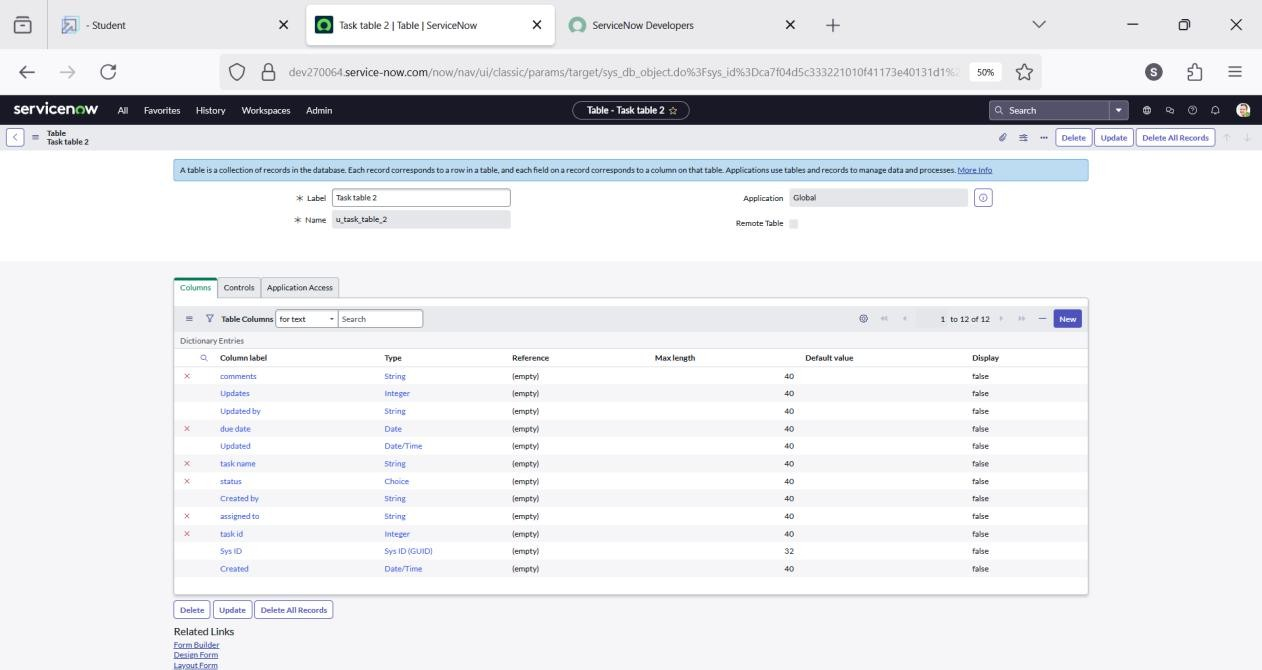 - Student
Task table 2 | Table | ServiceNow
ServiceNow Developers
dev270064.service-now.com/now/nav/ui/classic/params/target/sys_db_object.do%3Fsys_id%3Dca7f04d5c333221010f41173e40131d1%2
50%
S
servicenow All Favorites History Workspaces Admin
Table - Task table 2
Search
Table
Task table 2
Delete Update Delete All Records
A table is a collection of records in the database. Each record corresponds to a row in a table, and each field on a record corresponds to a column on that table. Applications use tables and records to manage data and processes. More Info
Label Task table 2 Application Global
Name u_task_table_2 Remote Table
Columns Controls Application Access
Table Columns for text Search 1 to 12 of 12 New
Dictionary Entries
Column label Type Reference Max length Default value Display
comments String (empty) 40 false
Updates Integer (empty) 40 false
Updated by String (empty) 40 false
due date Date (empty) 40 false
Updated Date/Time (empty) 40 false
task name String (empty) 40 false
status Choice (empty) 40 false
Created by String (empty) 40 false
assigned to String (empty) 40 false
task id Integer (empty) 40 false
Sys ID Sys ID (GUID) (empty) 32 false
Created Date/Time (empty) 40 false
Delete Update Delete All Records
Related Links
Form Builder
Design Form
Layout Form